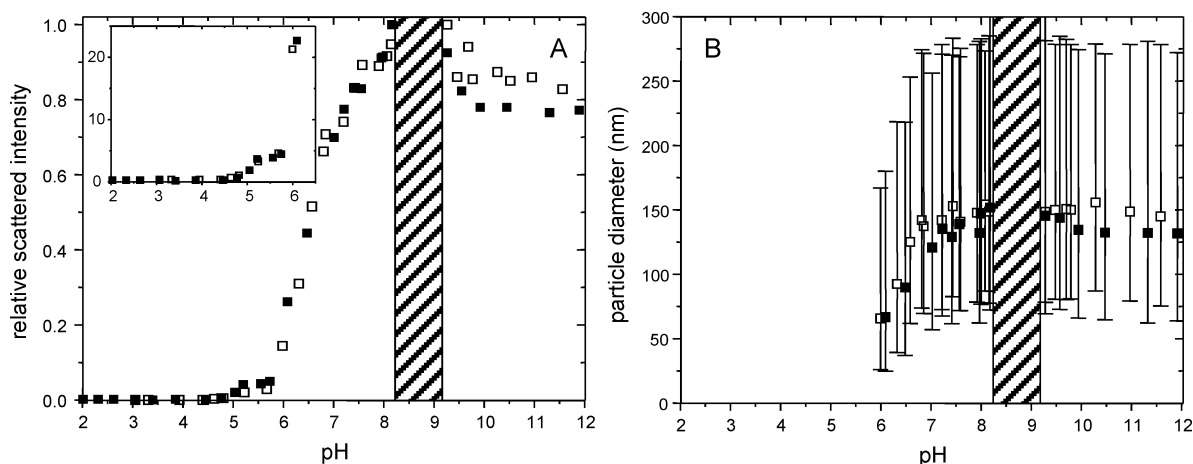 A
relative scattered intensity
1.0
0.8
0.6
0.4
0.2
0.0
2 3 4 5 6 7 8 9 10 11 12
pH
20
10
0
2 3 4 5 6
B
particle diameter (nm)
300
250
200
150
100
50
0
2 3 4 5 6 7 8 9 10 11 12
pH